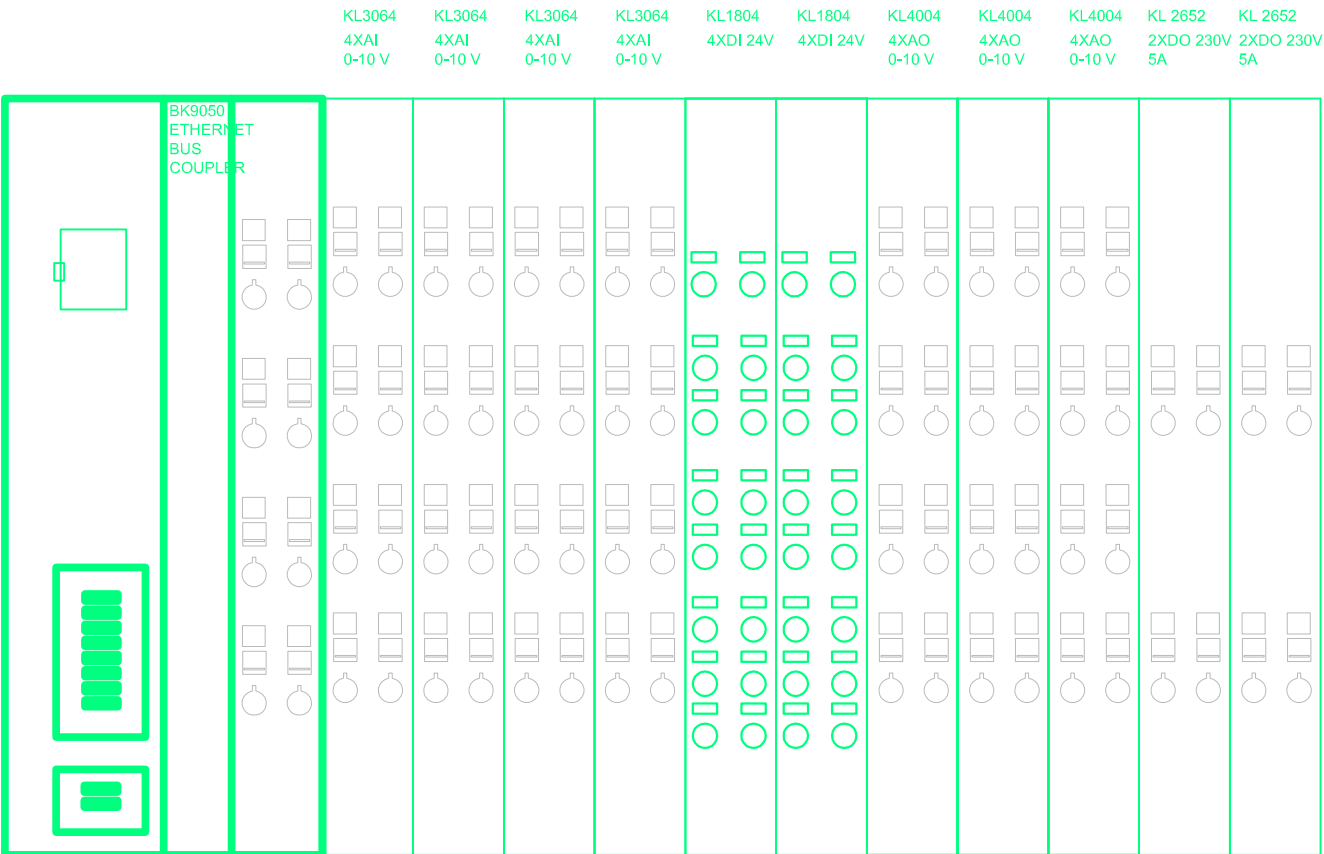 KL3064
4XAI
0-10 V
KL3064
4XAI
0-10 V
KL3064
4XAI
0-10 V
KL3064
4XAI
0-10 V
KL1804
4XDI 24V
KL1804
4XDI 24V
KL4004
4XAO
0-10 V
KL4004
4XAO
0-10 V
KL4004
4XAO
0-10 V
KL 2652
2XDO 230V
5A
KL 2652
2XDO 230V
5A
BK9050
ETHERNET
BUS
COUPLER